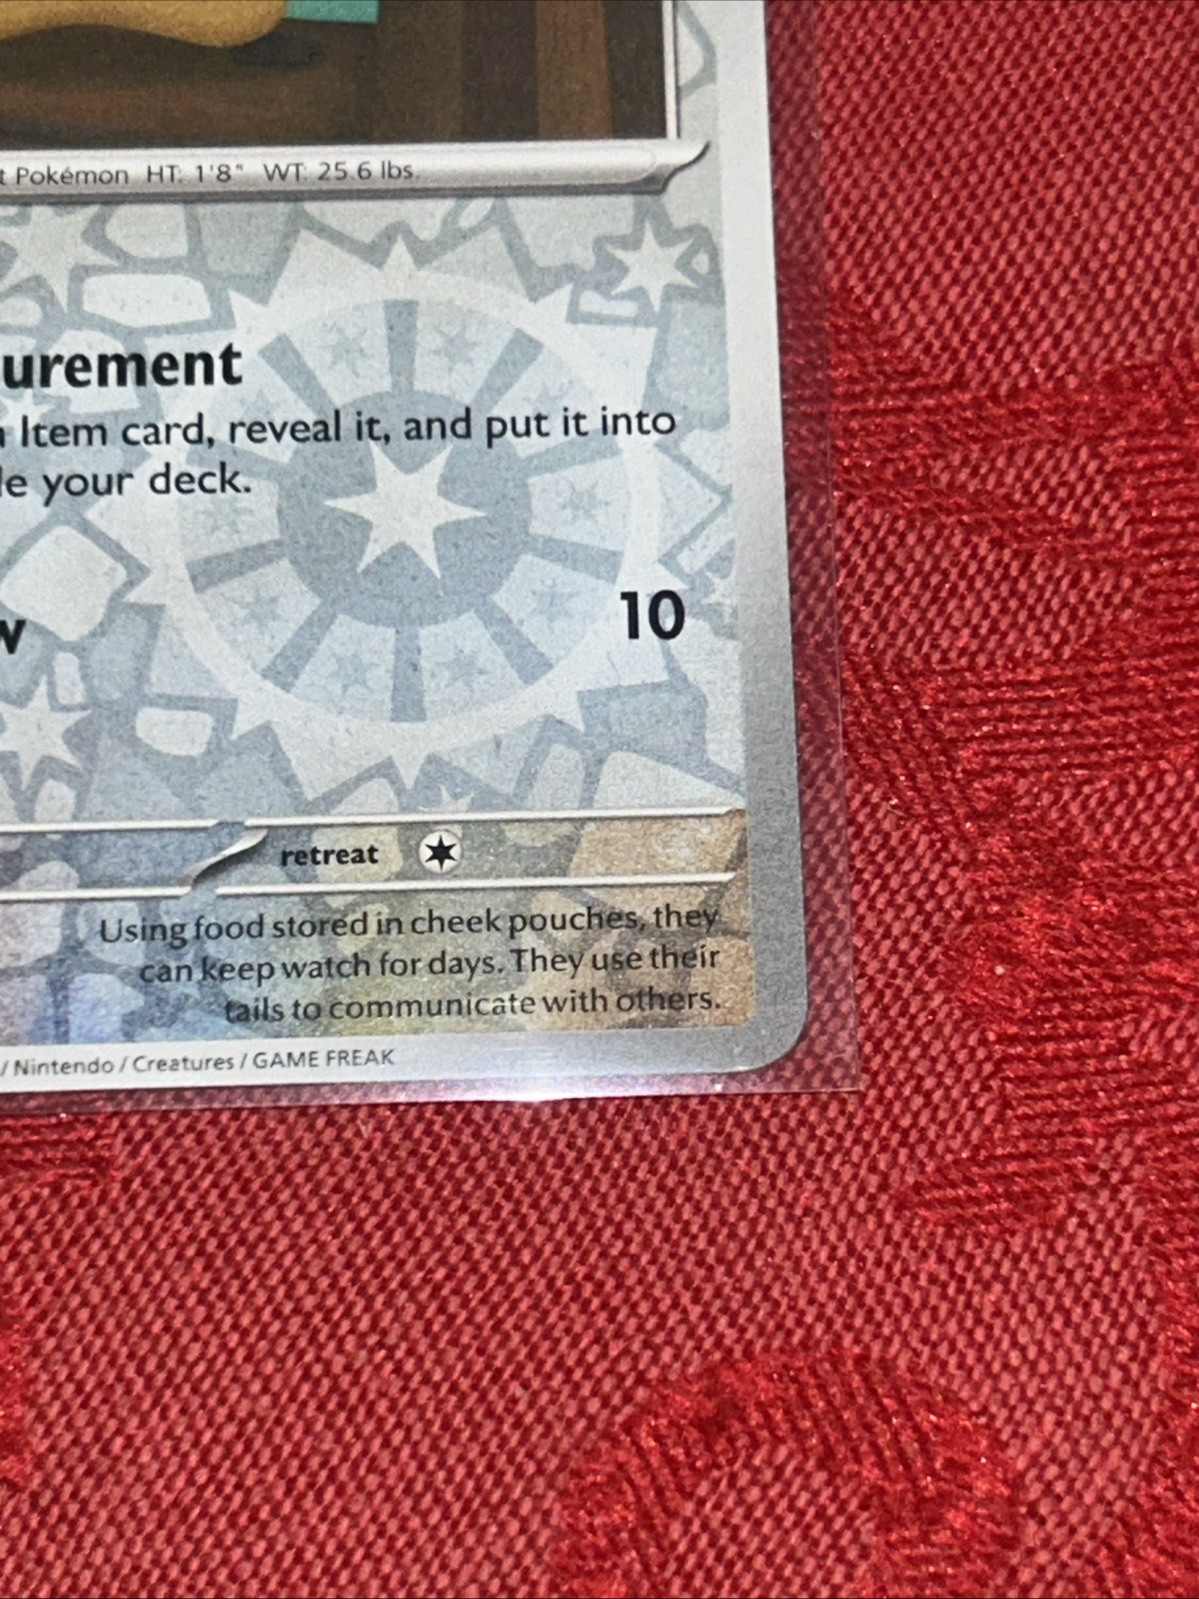 t Pokémon HT: 1'8" WT: 25.6 lbs.
urement
Item card, reveal it, and put it into
le your deck.
w
10
retreat
Using food stored in cheek pouches, they
can keep watch for days. They use their
tails to communicate with others.
/ Nintendo / Creatures / GAME FREAK